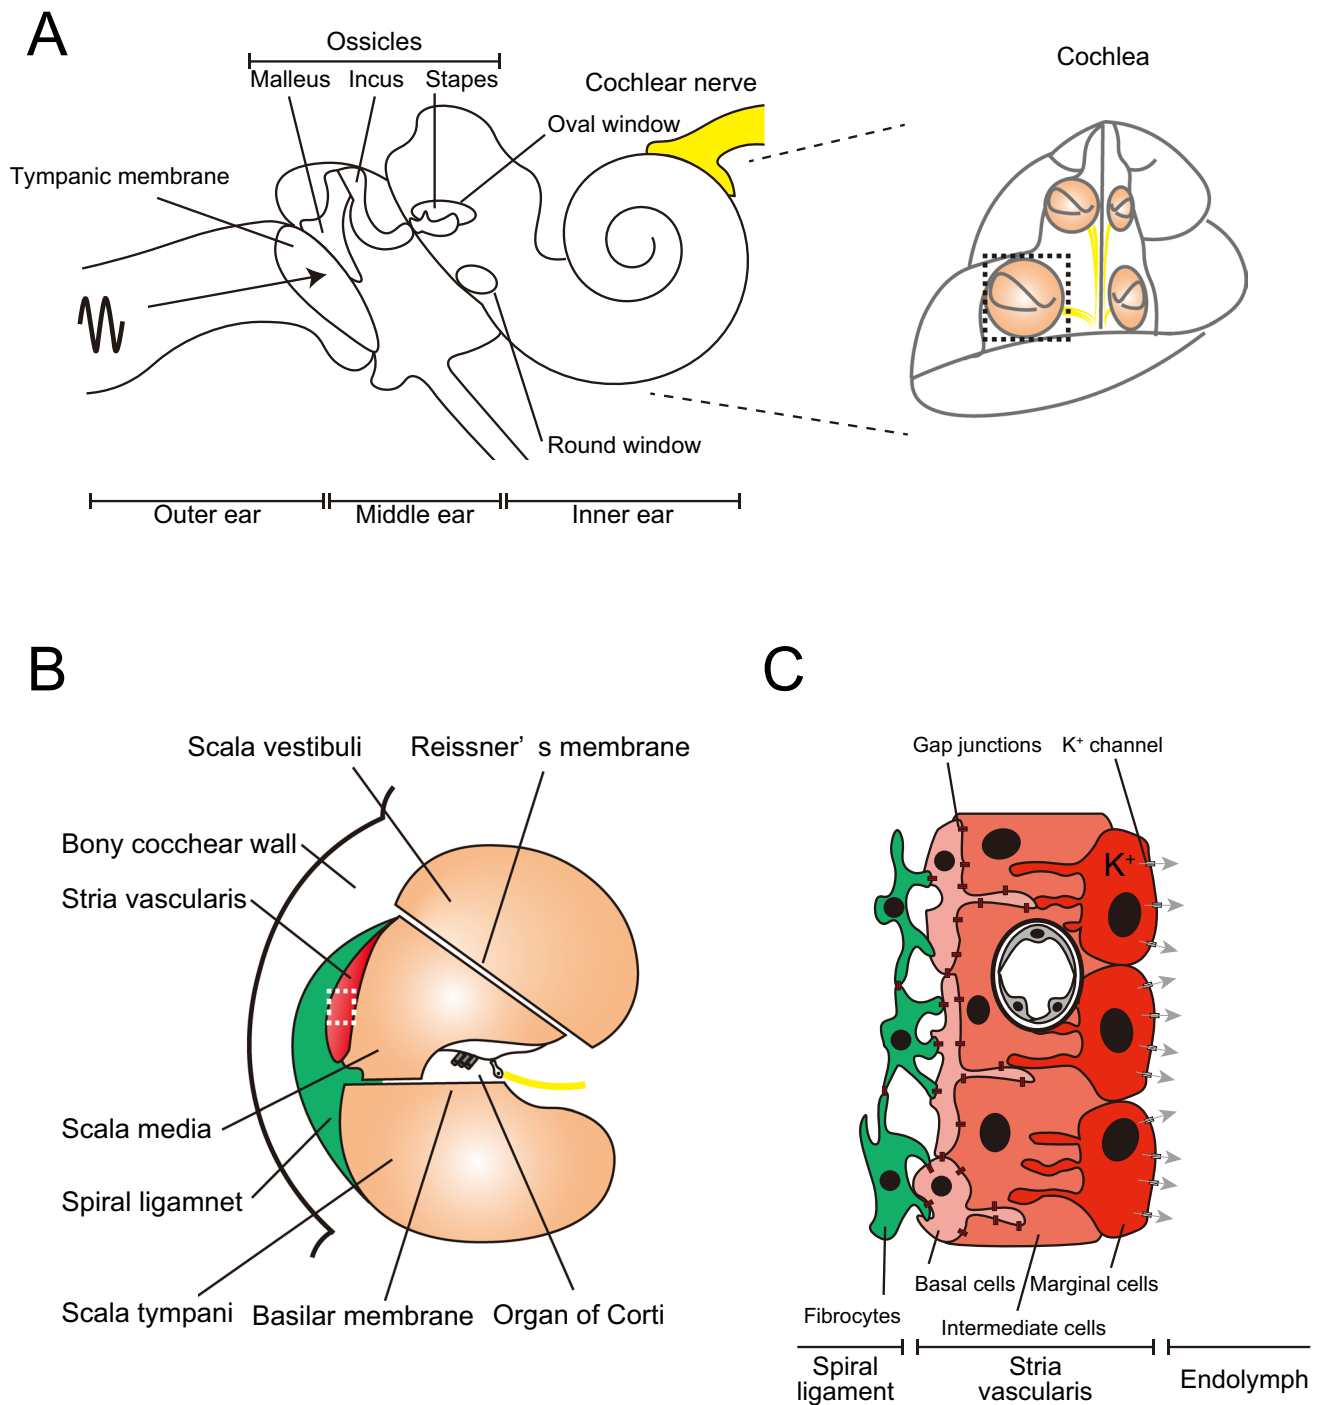 A
Ossicles
Malleus Incus Stapes
Cochlear nerve
Cochlea
Oval window
Tympanic membrane
Round window
Outer ear Middle ear Inner ear
B
C
Scala vestibuli Reissner’ s membrane
Bony cocchear wall
Stria vascularis
Scala media
Spiral ligamnet
Scala tympani Basilar membrane Organ of Corti
Gap junctions K+ channel
K+
Basal cells Marginal cells
Fibrocytes Intermediate cells
Spiral
ligament
Stria
vascularis
Endolymph